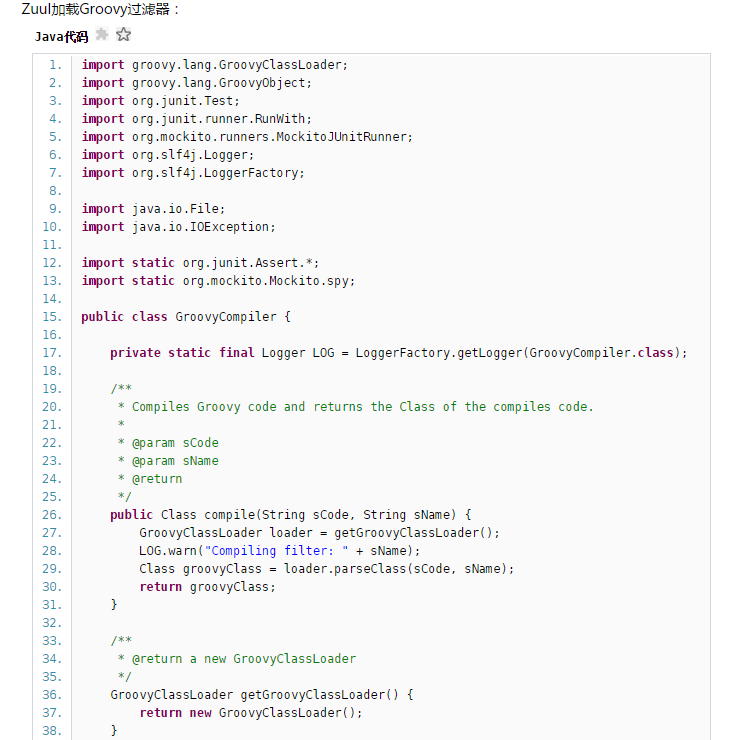 Zuul加载Groovy过滤器：
Java代码
1. import groovy.lang.GroovyClassLoader;
2. import groovy.lang.GroovyObject;
3. import org.junit.Test;
4. import org.junit.runner.RunWith;
5. import org.mockito.runners.MockitoJUnitRunner;
6. import org.slf4j.Logger;
7. import org.slf4j.LoggerFactory;
8.
9. import java.io.File;
10. import java.io.IOException;
11.
12. import static org.junit.Assert.*;
13. import static org.mockito.Mockito.spy;
14.
15. public class GroovyCompiler {
16.
17.     private static final Logger LOG = LoggerFactory.getLogger(GroovyCompiler.class);
18.
19.     /**
20.      * Compiles Groovy code and returns the Class of the compiles code.
21.      *
22.      * @param sCode
23.      * @param sName
24.      * @return
25.      */
26.     public Class compile(String sCode, String sName) {
27.         GroovyClassLoader loader = getGroovyClassLoader();
28.         LOG.warn("Compiling filter: " + sName);
29.         Class groovyClass = loader.parseClass(sCode, sName);
30.         return groovyClass;
31.     }
32.
33.     /**
34.      * @return a new GroovyClassLoader
35.      */
36.     GroovyClassLoader getGroovyClassLoader() {
37.         return new GroovyClassLoader();
38.     }